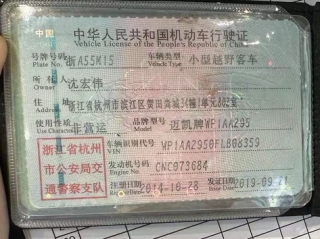 中国 中华人民共和国机动车行驶证
Vehicle License of the People's Republic of China
号牌号码 Plate No. 浙A55M15 车辆类型 Vehicle Type 小型越野客车
所有人 Owner 沈宏伟
住址 Address 浙江省杭州市滨江区
使用性质 Use Character 非营运 品牌型号 Model 迈凯牌WP1AA295
浙江省杭州
市公安局交
通警察支队
车辆识别代号 VIN WP1AA2950FLB06359
发动机号码 Engine No. CNC073684
注册日期 Register Date 2014-10-28 发证日期 2019-09-11